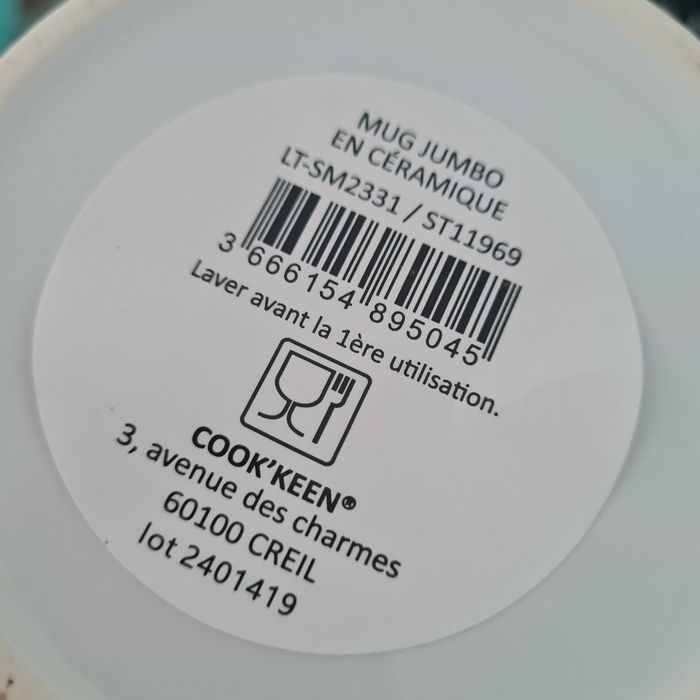 MUG JUMBO
EN CÉRAMIQUE
LT-SM2331 / ST11969
3 666154 895045
Laver avant la 1ère utilisation.
COOK'KEEN®
3, avenue des charmes
60100 CREIL
lot 2401419